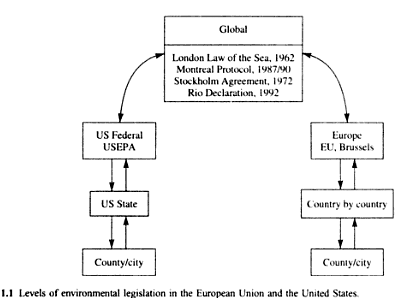 Global
London Law of the Sea, 1962
Montreal Protocol, 1987/90
Stockholm Agreement, 1972
Rio Declaration, 1992
US Federal
USEPA
Europe
EU, Brussels
US State
Country by country
County/city
County/city
1.1 Levels of environmental legislation in the European Union and the United States.